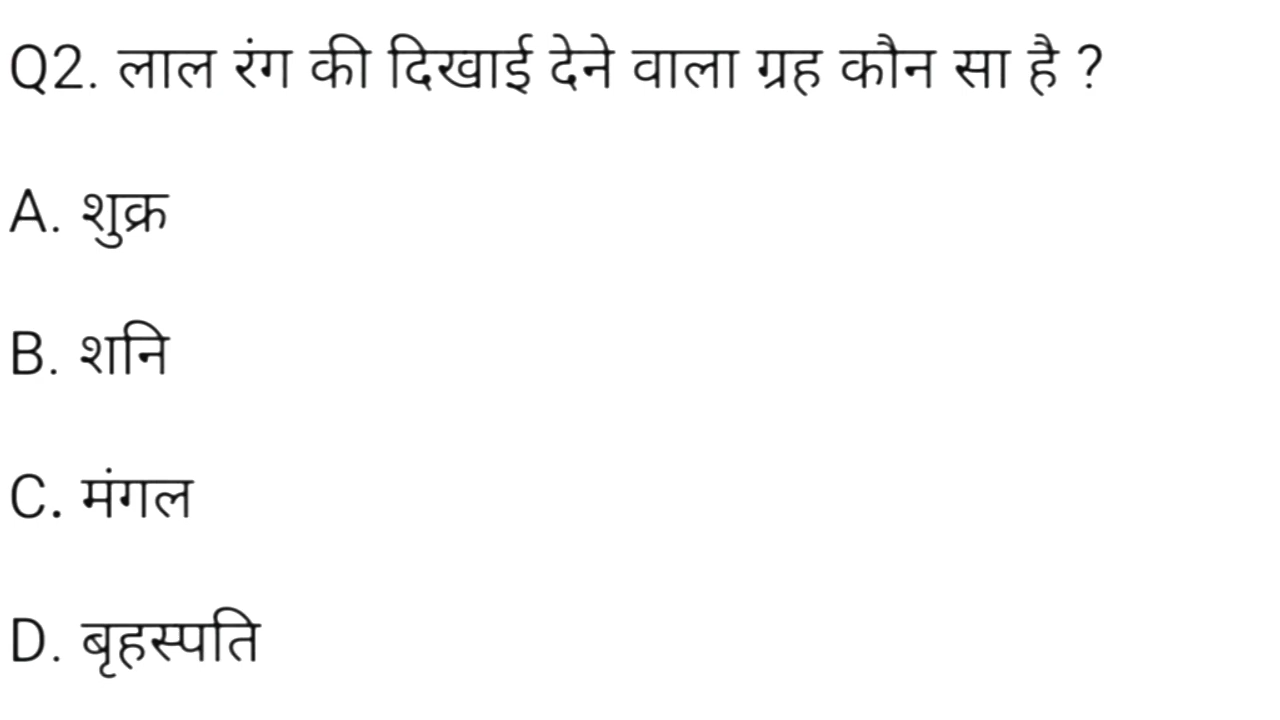 Q2. लाल रंग की दिखाई देने वाला ग्रह कौन सा है ?
A. शुक्र
B. शनि
C. मंगल
D. बृहस्पति